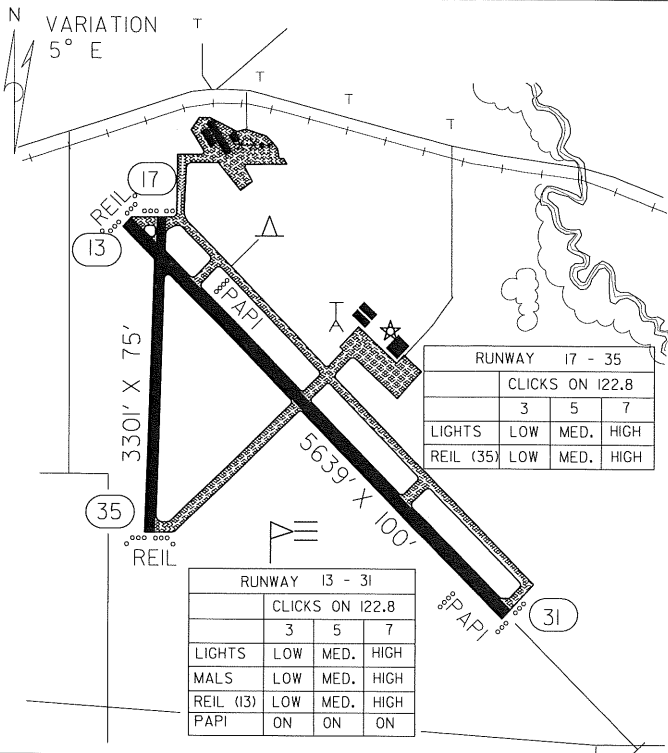 N
VARIATION
5° E
T
T
T
T
17
REIL
13
PAPI
3301' X 75'
5639' X 100'
RUNWAY 17 - 35
CLICKS ON 122.8
3 5 7
LIGHTS LOW MED. HIGH
REIL (35) LOW MED. HIGH
35
REIL
RUNWAY 13 - 31
CLICKS ON 122.8
3 5 7
LIGHTS LOW MED. HIGH
MALS LOW MED. HIGH
REIL (13) LOW MED. HIGH
PAPI ON ON ON
PAPI
31